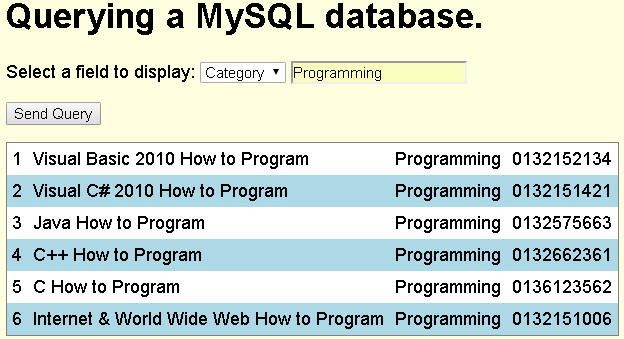 Querying a MySQL database.
Select a field to display: Category Programming
Send Query
1 Visual Basic 2010 How to Program Programming 0132152134
2 Visual C# 2010 How to Program Programming 0132151421
3 Java How to Program Programming 0132575663
4 C++ How to Program Programming 0132662361
5 C How to Program Programming 0136123562
6 Internet & World Wide Web How to Program Programming 0132151006